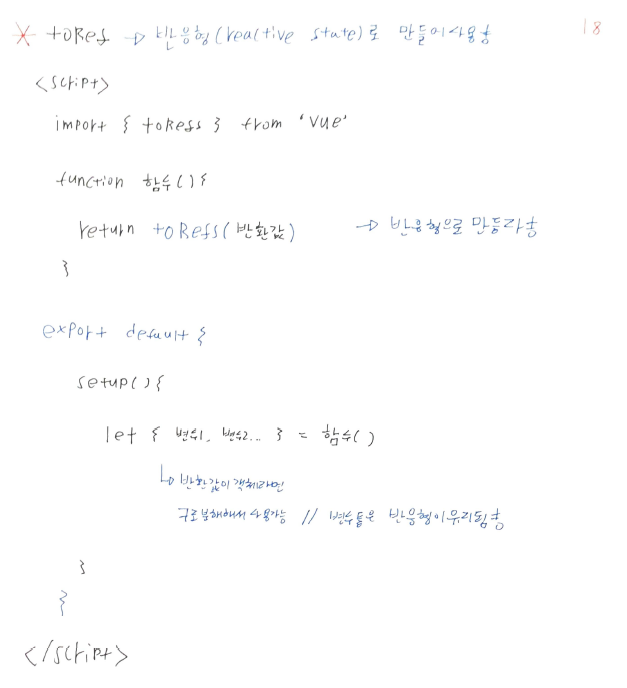 * toRef → 반응형(reactive state)로 만들어사용함 18
<script>
import { toRefs } from 'vue'
function 함수(){
return toRefs(반환값) → 반응형으로 만들라함
}
export default {
setup(){
let { 변수1, 변수2... } = 함수()
↳ 반환값이 객체라면
구조분해해서 사용가능 // 변수들은 반응형이 유지됨
}
}
</script>